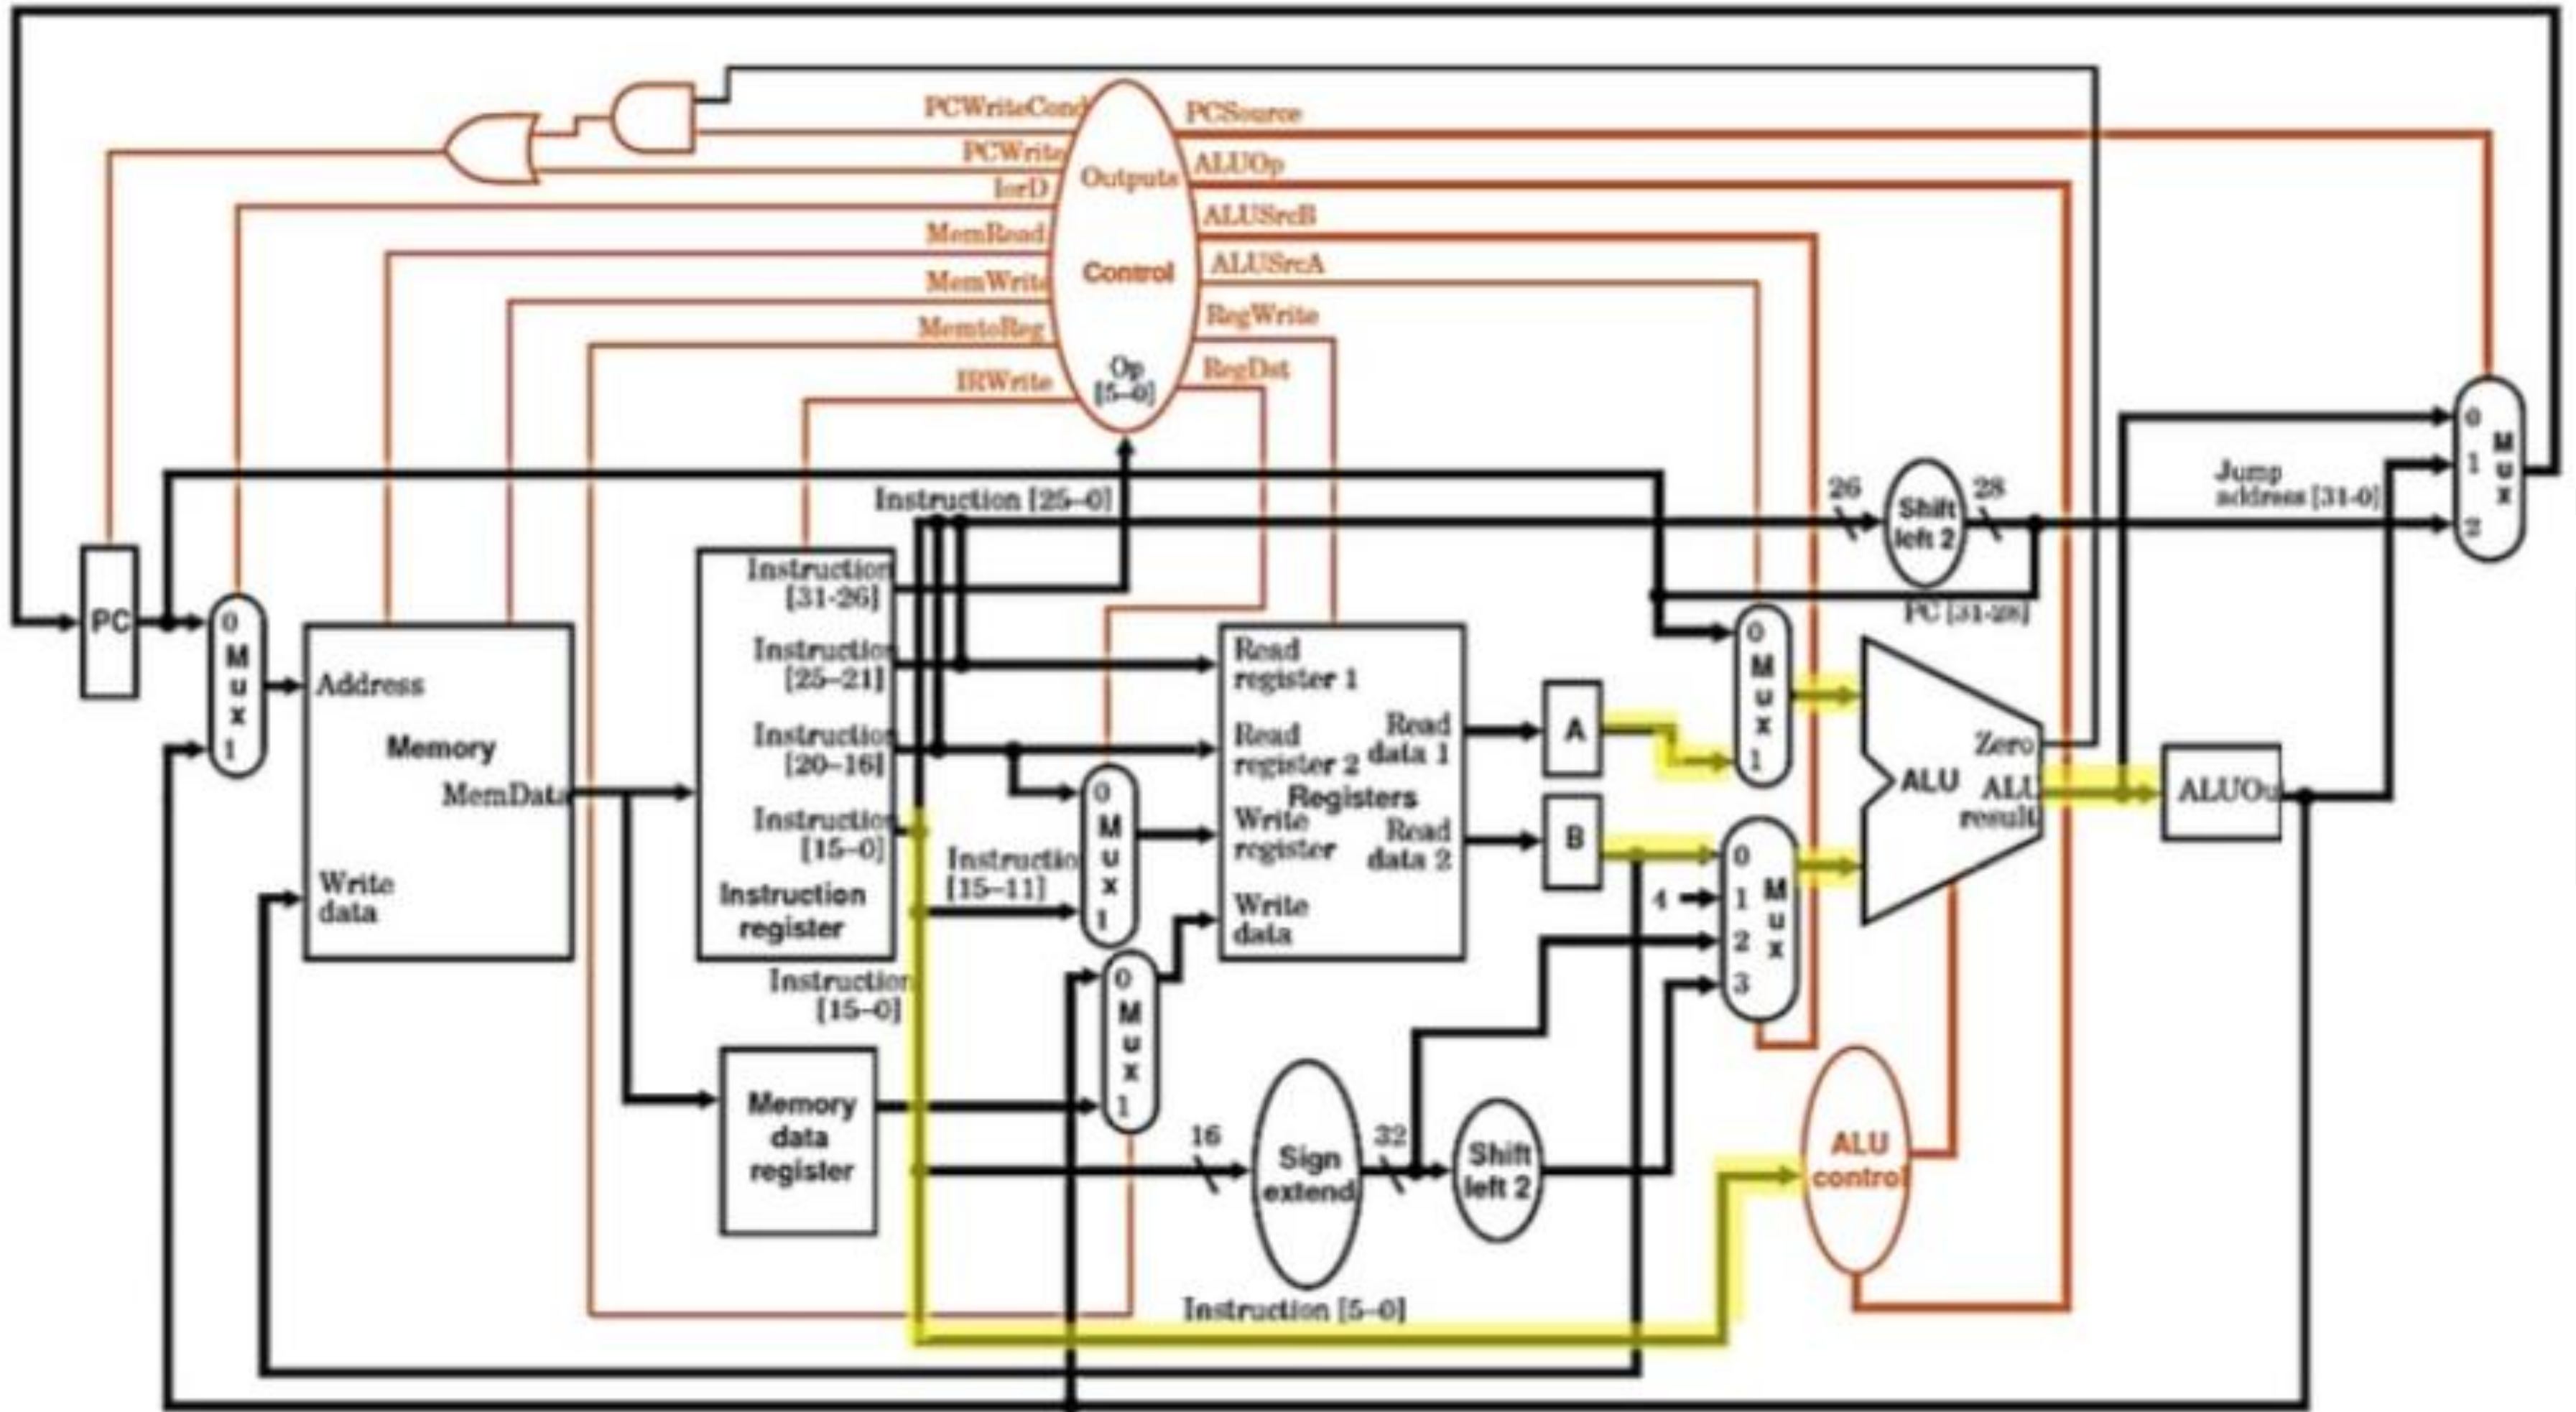 PCWriteCond
PCSource
PCWrite
ALUOp
Outputs
IorD
ALUSrcB
MemRead
ALUSrcA
Control
MemWrite
RegWrite
MemtoReg
Op
[5–0]
RegDst
IRWrite
0
1
2
M
u
x
Jump
address [31-0]
26
Shift
left 2
28
PC [31-28]
Instruction [25–0]
PC
0
M
u
x
1
Address
Memory
MemData
Write
data
Instruction
[31-26]
Instruction
[25–21]
Instruction
[20–16]
Instruction
[15–0]
Instruction
register
Instruction
[15–0]
Instructio
[15–11]
0
M
u
x
1
Read
register 1
Read
register 2
Registers
Write
register
Write
data
Read
data 1
Read
data 2
A
B
0
M
u
x
1
4
0
1
2
3
M
u
x
Zero
ALU
ALU
result
ALUOu
Memory
data
register
0
M
u
x
1
16
Sign
extend
32
Shift
left 2
ALU
control
Instruction [5–0]